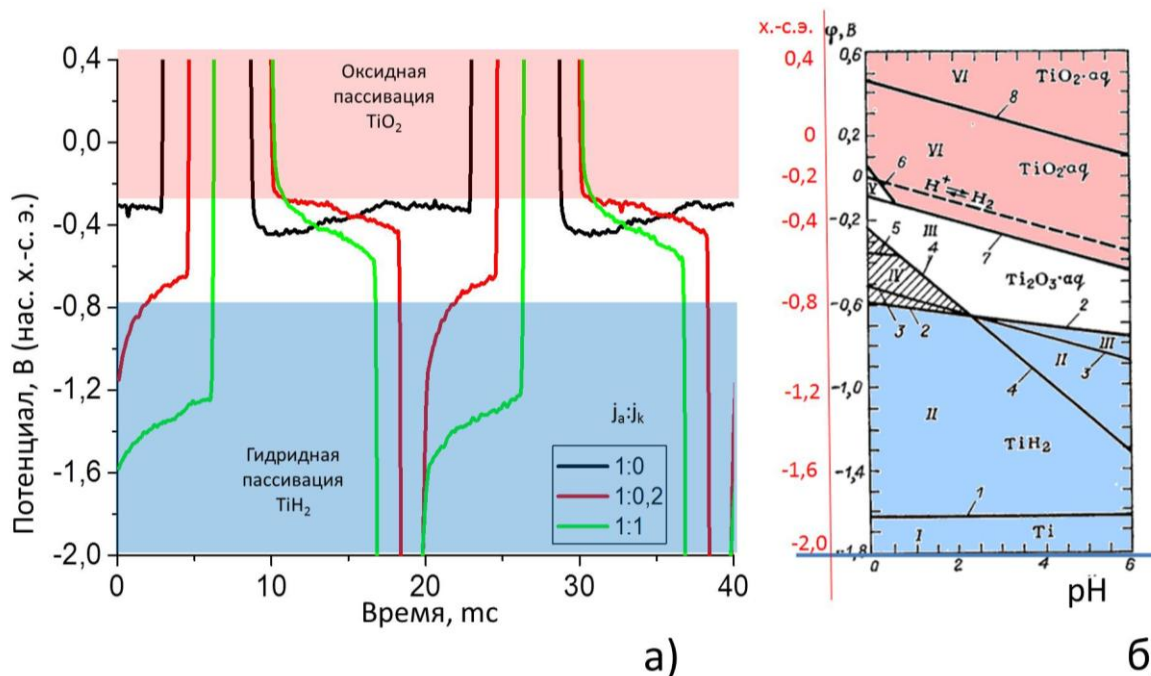 Потенциал, В (нас. х.-с. э.)
0,4
0,0
-0,4
-0,8
-1,2
-1,6
-2,0
Оксидная
пассивация
TiO₂
Гидридная
пассивация
TiH₂
jₐ:jₖ
1:0
1:0,2
1:1
0
10
20
30
40
Время, mc
а)
х.-с.э.
0,4
0
-0,2
-0,4
-0,8
-1,2
-1,6
-2,0
φ, В
0,6
0,2
0
-0,2
-0,6
-1,0
-1,4
-1,8
VI
TiO₂·aq
8
VI
TiO₂·aq
6
V
H⁺ ⇌ H₂
III
5
4
7
IV
Ti₂O₃·aq
2
3
2
III
II
3
4
II
TiH₂
1
I
Ti
0
2
4
6
pH
б